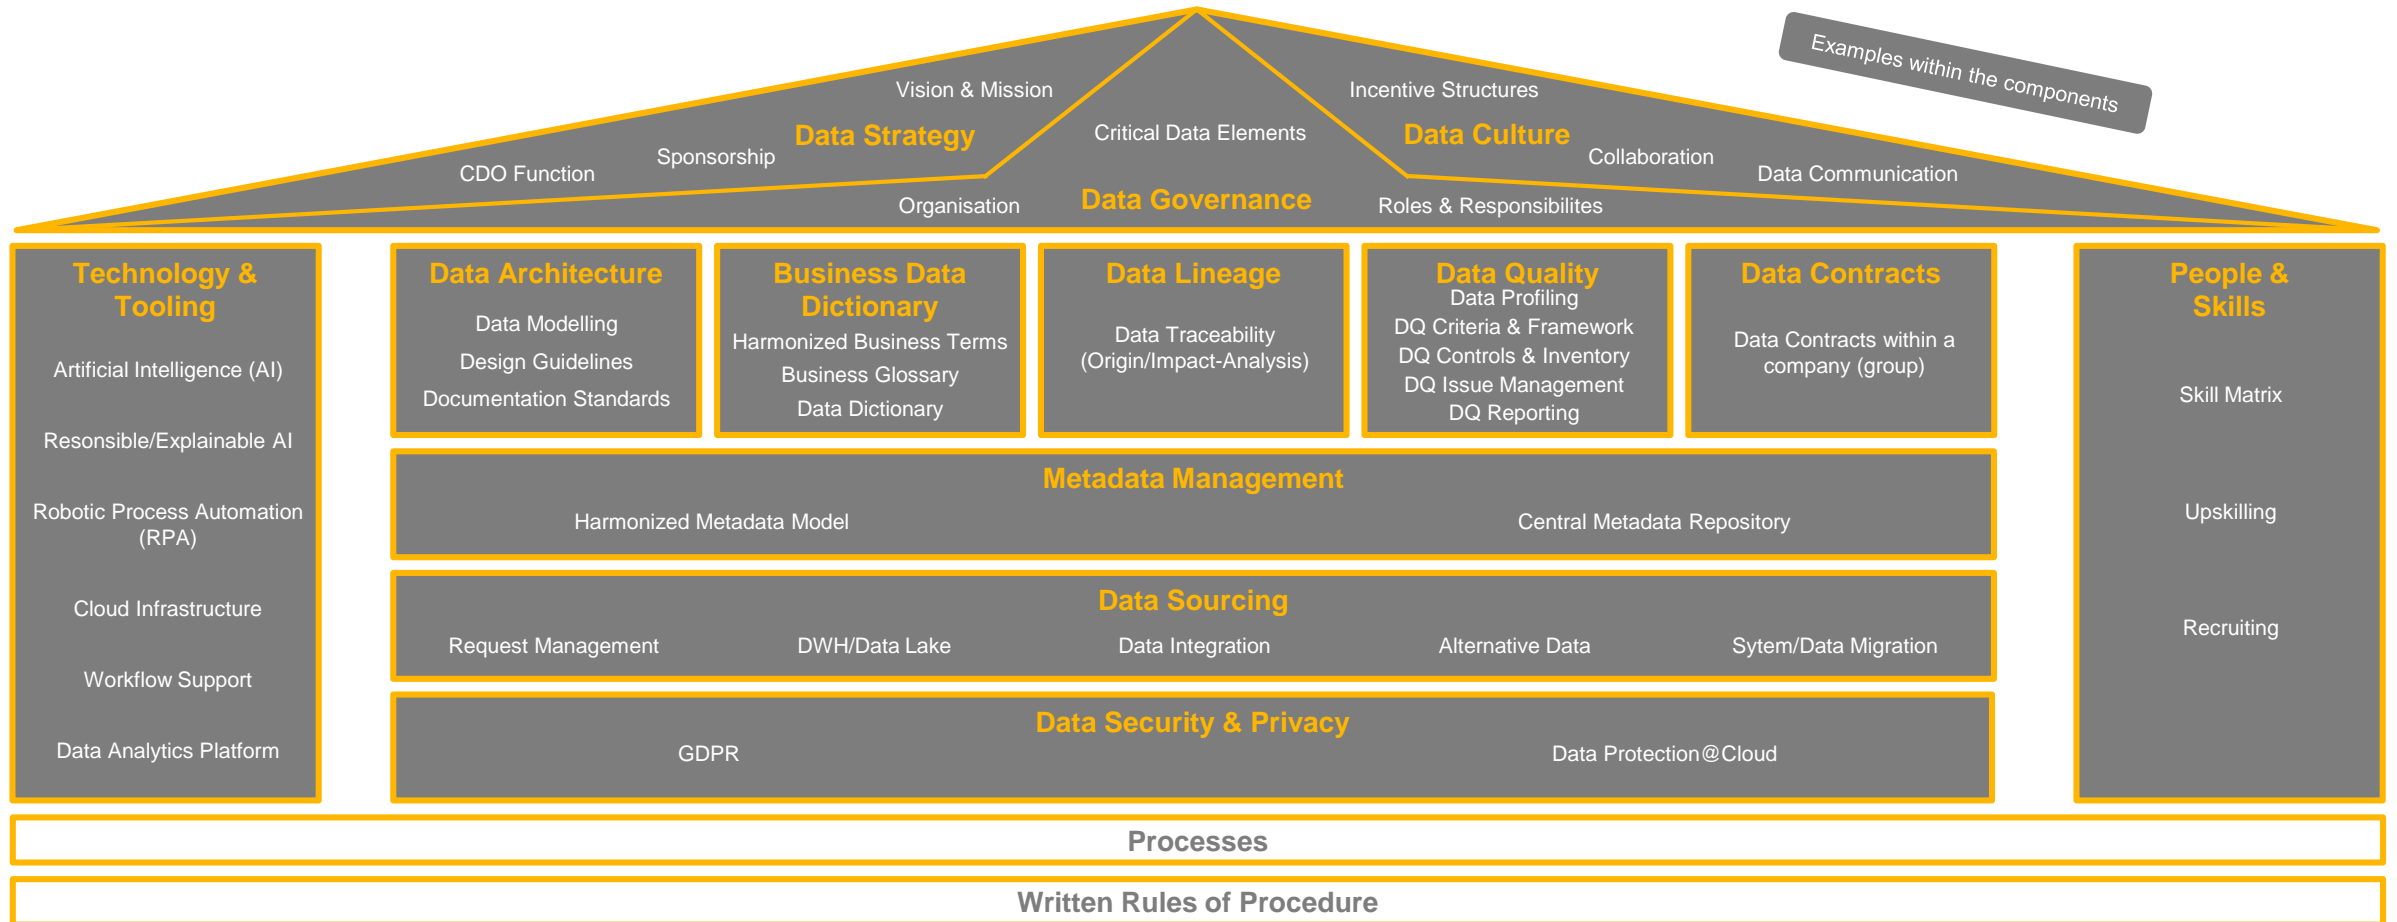 Examples within the components
Vision & Mission
Incentive Structures
Data Strategy
Critical Data Elements
Data Culture
Sponsorship
Collaboration
CDO Function
Data Communication
Organisation
Data Governance
Roles & Responsibilites
Technology &
Tooling
Artificial Intelligence (AI)
Resonsible/Explainable AI
Robotic Process Automation
(RPA)
Cloud Infrastructure
Workflow Support
Data Analytics Platform
Data Architecture
Data Modelling
Design Guidelines
Documentation Standards
Business Data
Dictionary
Harmonized Business Terms
Business Glossary
Data Dictionary
Data Lineage
Data Traceability
(Origin/Impact-Analysis)
Data Quality
Data Profiling
DQ Criteria & Framework
DQ Controls & Inventory
DQ Issue Management
DQ Reporting
Data Contracts
Data Contracts within a
company (group)
Metadata Management
Harmonized Metadata Model
Central Metadata Repository
Data Sourcing
Request Management
DWH/Data Lake
Data Integration
Alternative Data
Sytem/Data Migration
Data Security & Privacy
GDPR
Data Protection@Cloud
People &
Skills
Skill Matrix
Upskilling
Recruiting
Processes
Written Rules of Procedure